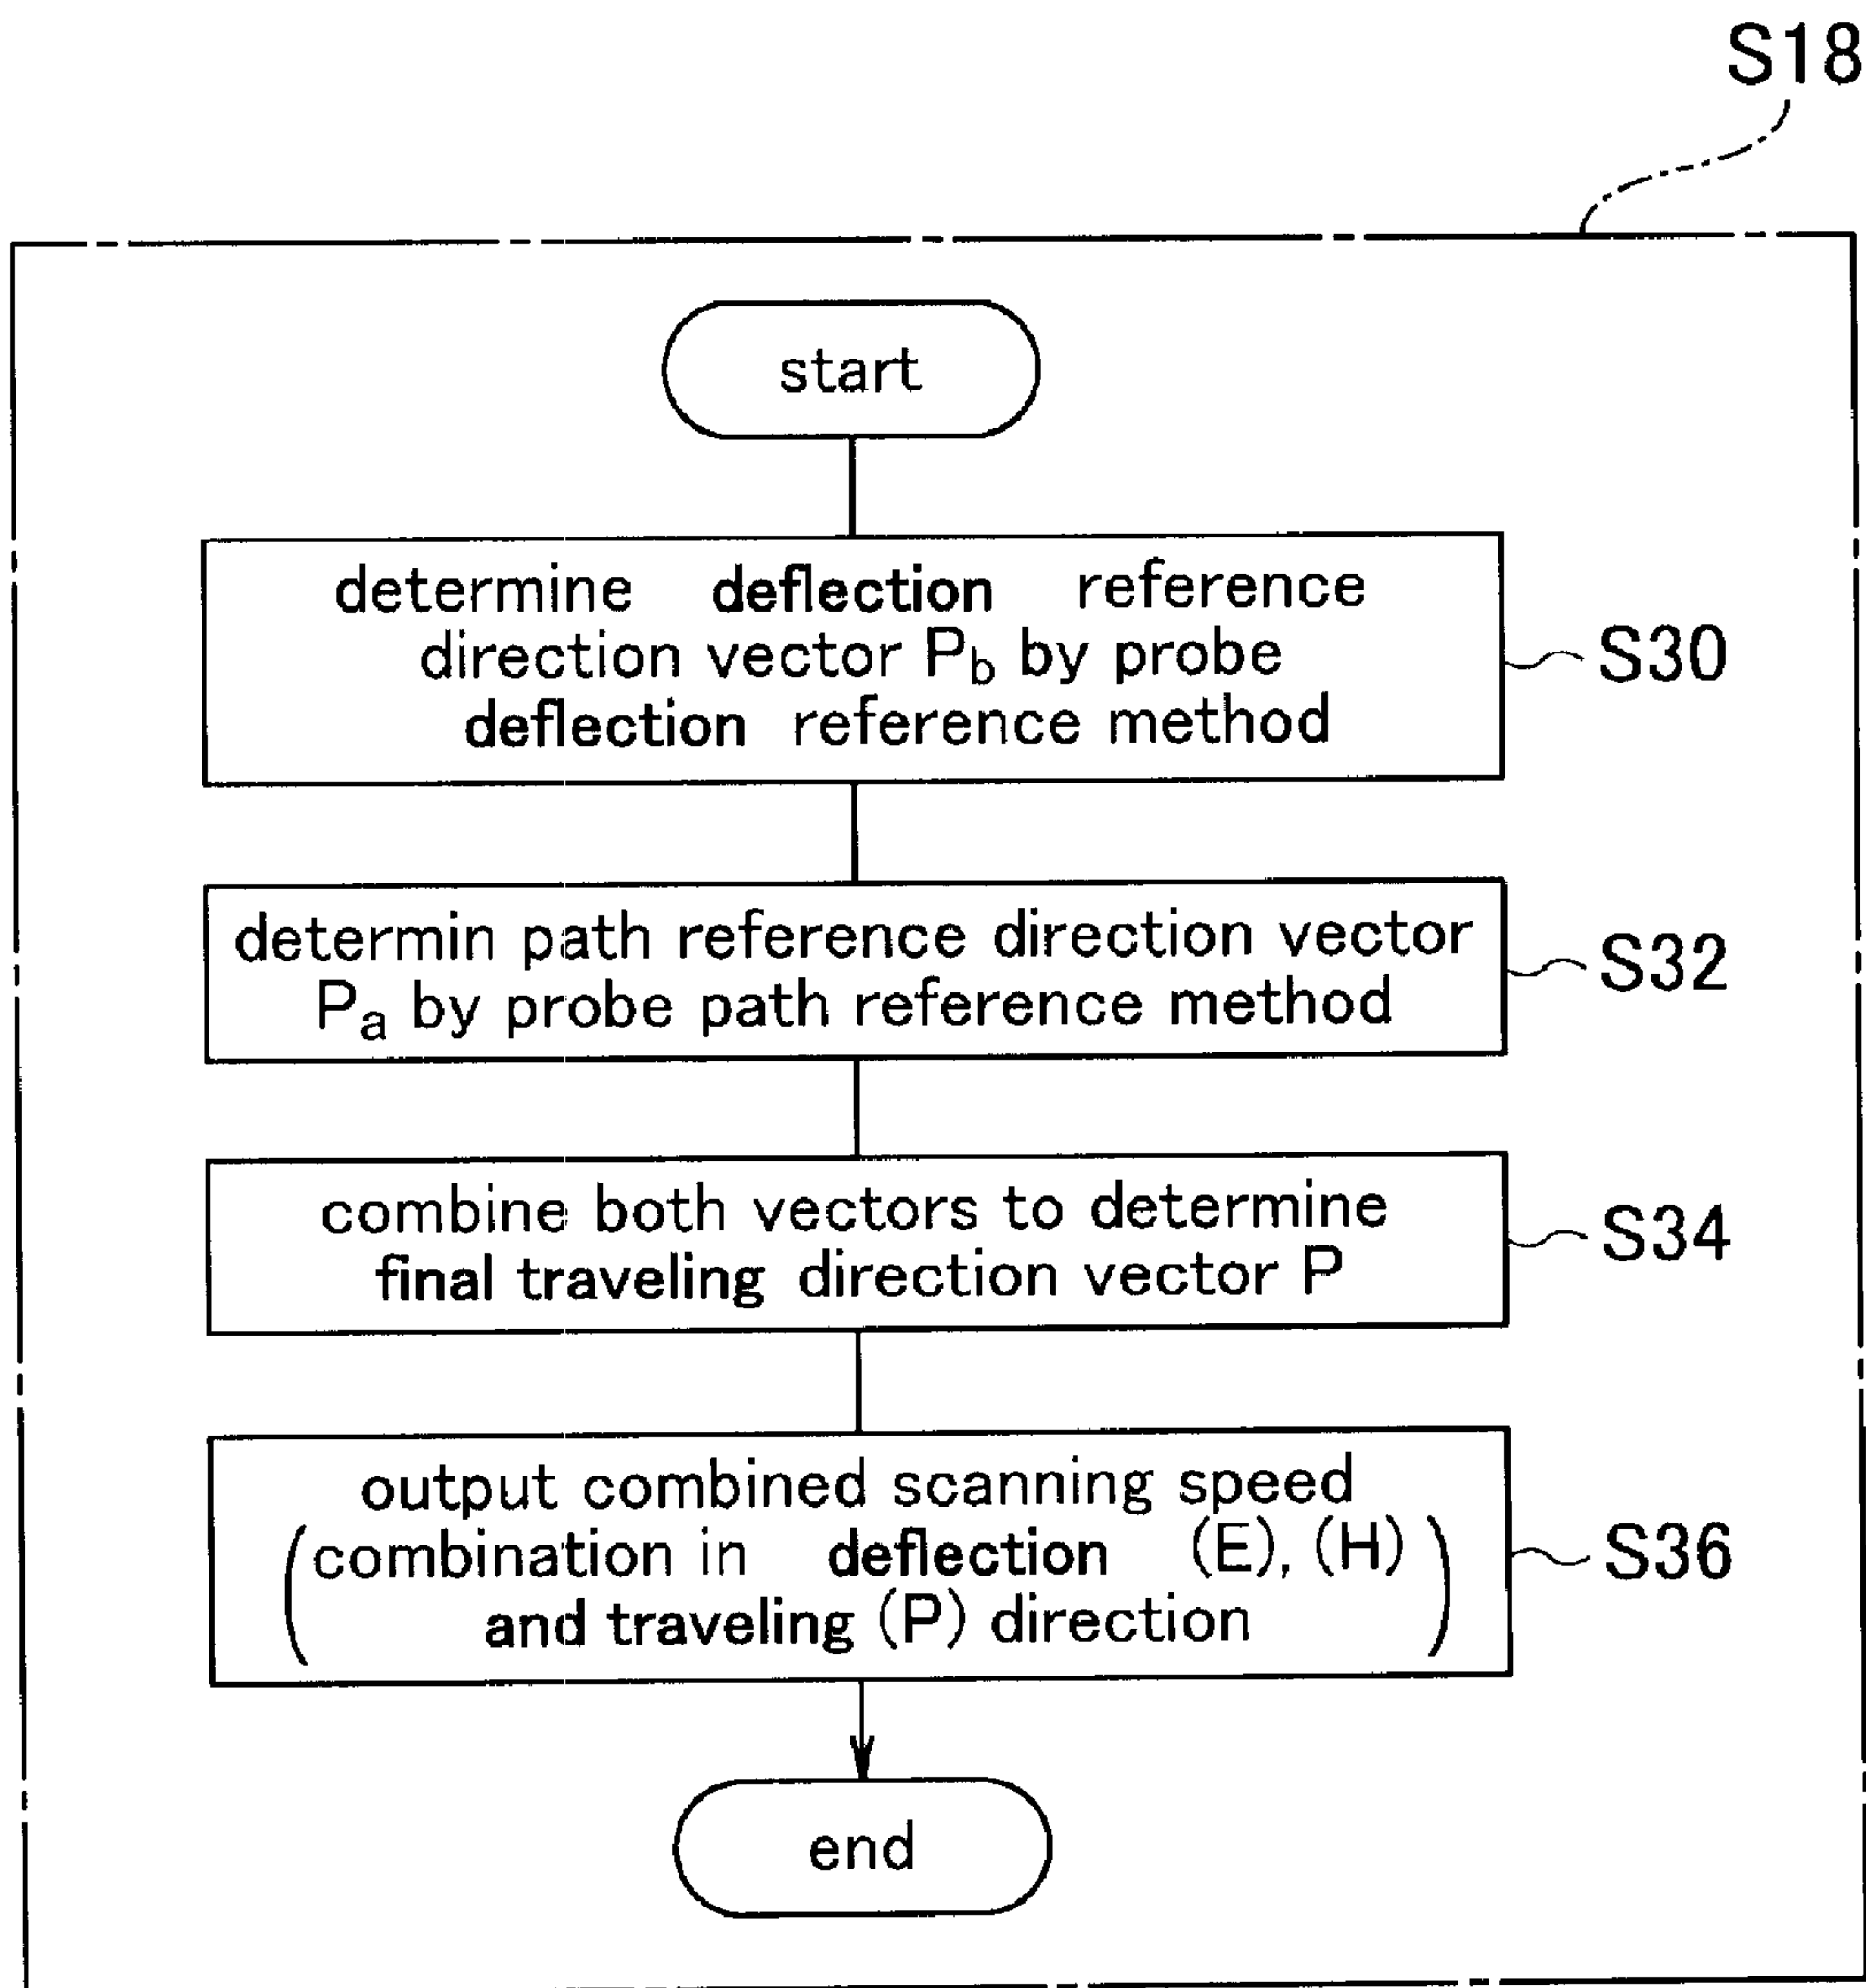 S18
start
determine deflection reference
direction vector Pb by probe
deflection reference method
S30
determin path reference direction vector
Pa by probe path reference method
S32
combine both vectors to determine
final traveling direction vector P
S34
output combined scanning speed
(combination in deflection (E), (H)
and traveling (P) direction)
S36
end